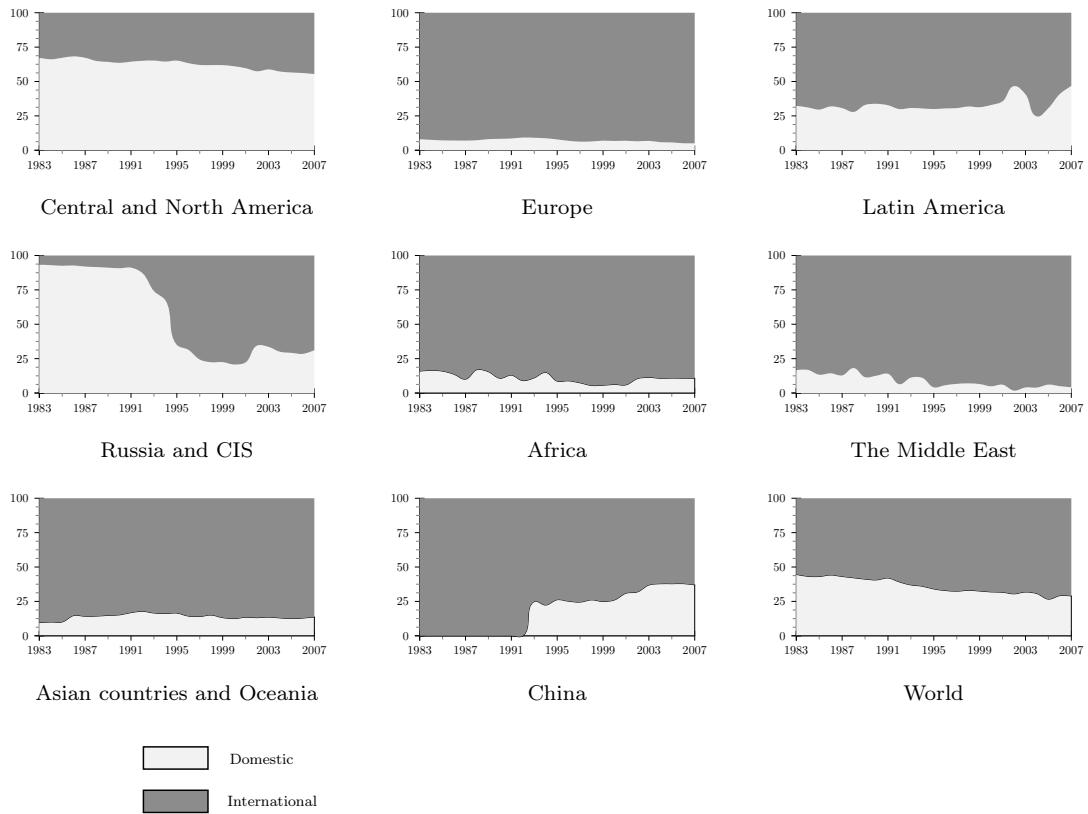 100 100 100
75 75 75
50 50 50
25 25 25
0 0 0
1983 1987 1991 1995 1999 2003 2007 1983 1987 1991 1995 1999 2003 2007 1983 1987 1991 1995 1999 2003 2007
Central and North America Europe Latin America
100 100 100
75 75 75
50 50 50
25 25 25
0 0 0
1983 1987 1991 1995 1999 2003 2007 1983 1987 1991 1995 1999 2003 2007 1983 1987 1991 1995 1999 2003 2007
Russia and CIS Africa The Middle East
100 100 100
75 75 75
50 50 50
25 25 25
0 0 0
1983 1987 1991 1995 1999 2003 2007 1983 1987 1991 1995 1999 2003 2007 1983 1987 1991 1995 1999 2003 2007
Asian countries and Oceania China World
Domestic
International